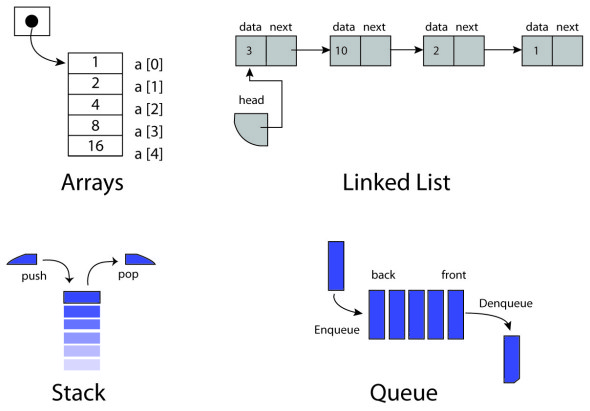 1 a [0]
2 a [1]
4 a [2]
8 a [3]
16 a [4]
Arrays
data next data next data next data next
3 10 2 1
head
Linked List
push pop
Stack
back front
Enqueue Denqueue
Queue